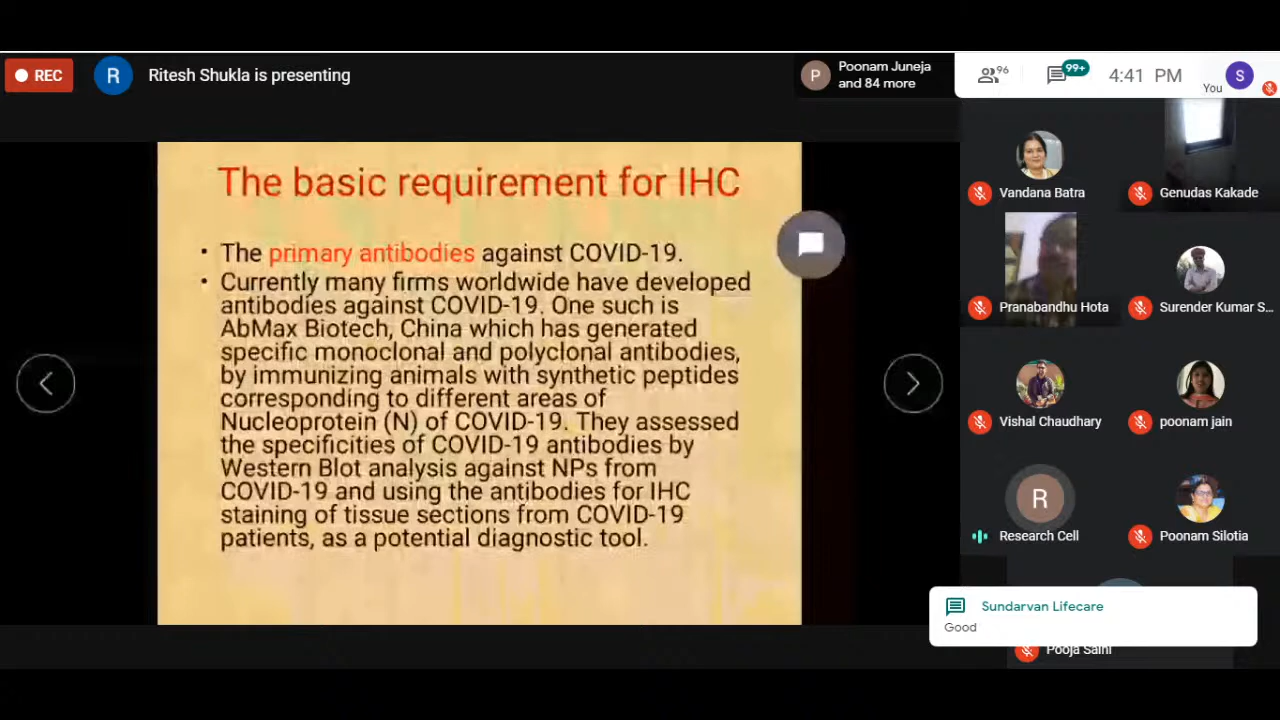 REC
R
Ritesh Shukla is presenting
P
Poonam Juneja
and 84 more
96
99+
4:41 PM
You
S
The basic requirement for IHC
• The primary antibodies against COVID-19.
• Currently many firms worldwide have developed
antibodies against COVID-19. One such is
AbMax Biotech, China which has generated
specific monoclonal and polyclonal antibodies,
by immunizing animals with synthetic peptides
corresponding to different areas of
Nucleoprotein (N) of COVID-19. They assessed
the specificities of COVID-19 antibodies by
Western Blot analysis against NPs from
COVID-19 and using the antibodies for IHC
staining of tissue sections from COVID-19
patients, as a potential diagnostic tool.
Vandana Batra
Genudas Kakade
Pranabandhu Hota
Surender Kumar S...
Vishal Chaudhary
poonam jain
R
Research Cell
Poonam Silotia
Sundarvan Lifecare
Good
Pooja Saini